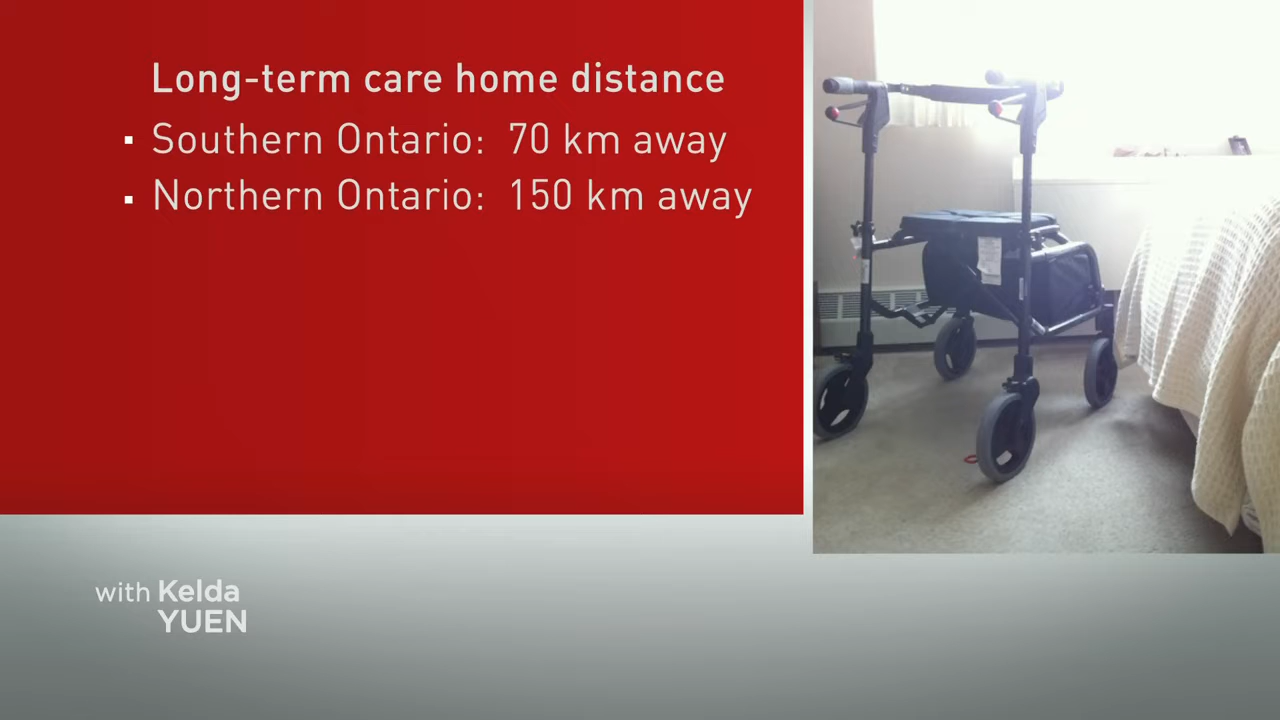 Long-term care home distance
▪ Southern Ontario: 70 km away
▪ Northern Ontario: 150 km away
with Kelda
YUEN